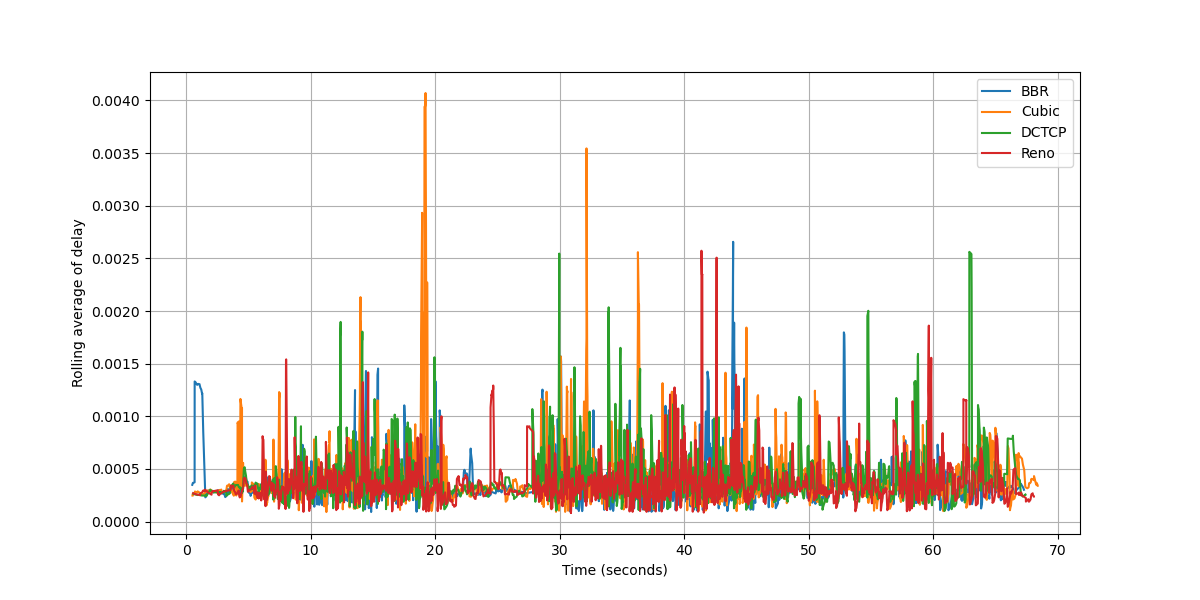 0.0040
0.0035
0.0030
0.0025
0.0020
0.0015
0.0010
0.0005
0.0000
Rolling average of delay
BBR
Cubic
DCTCP
Reno
0 10 20 30 40 50 60 70
Time (seconds)